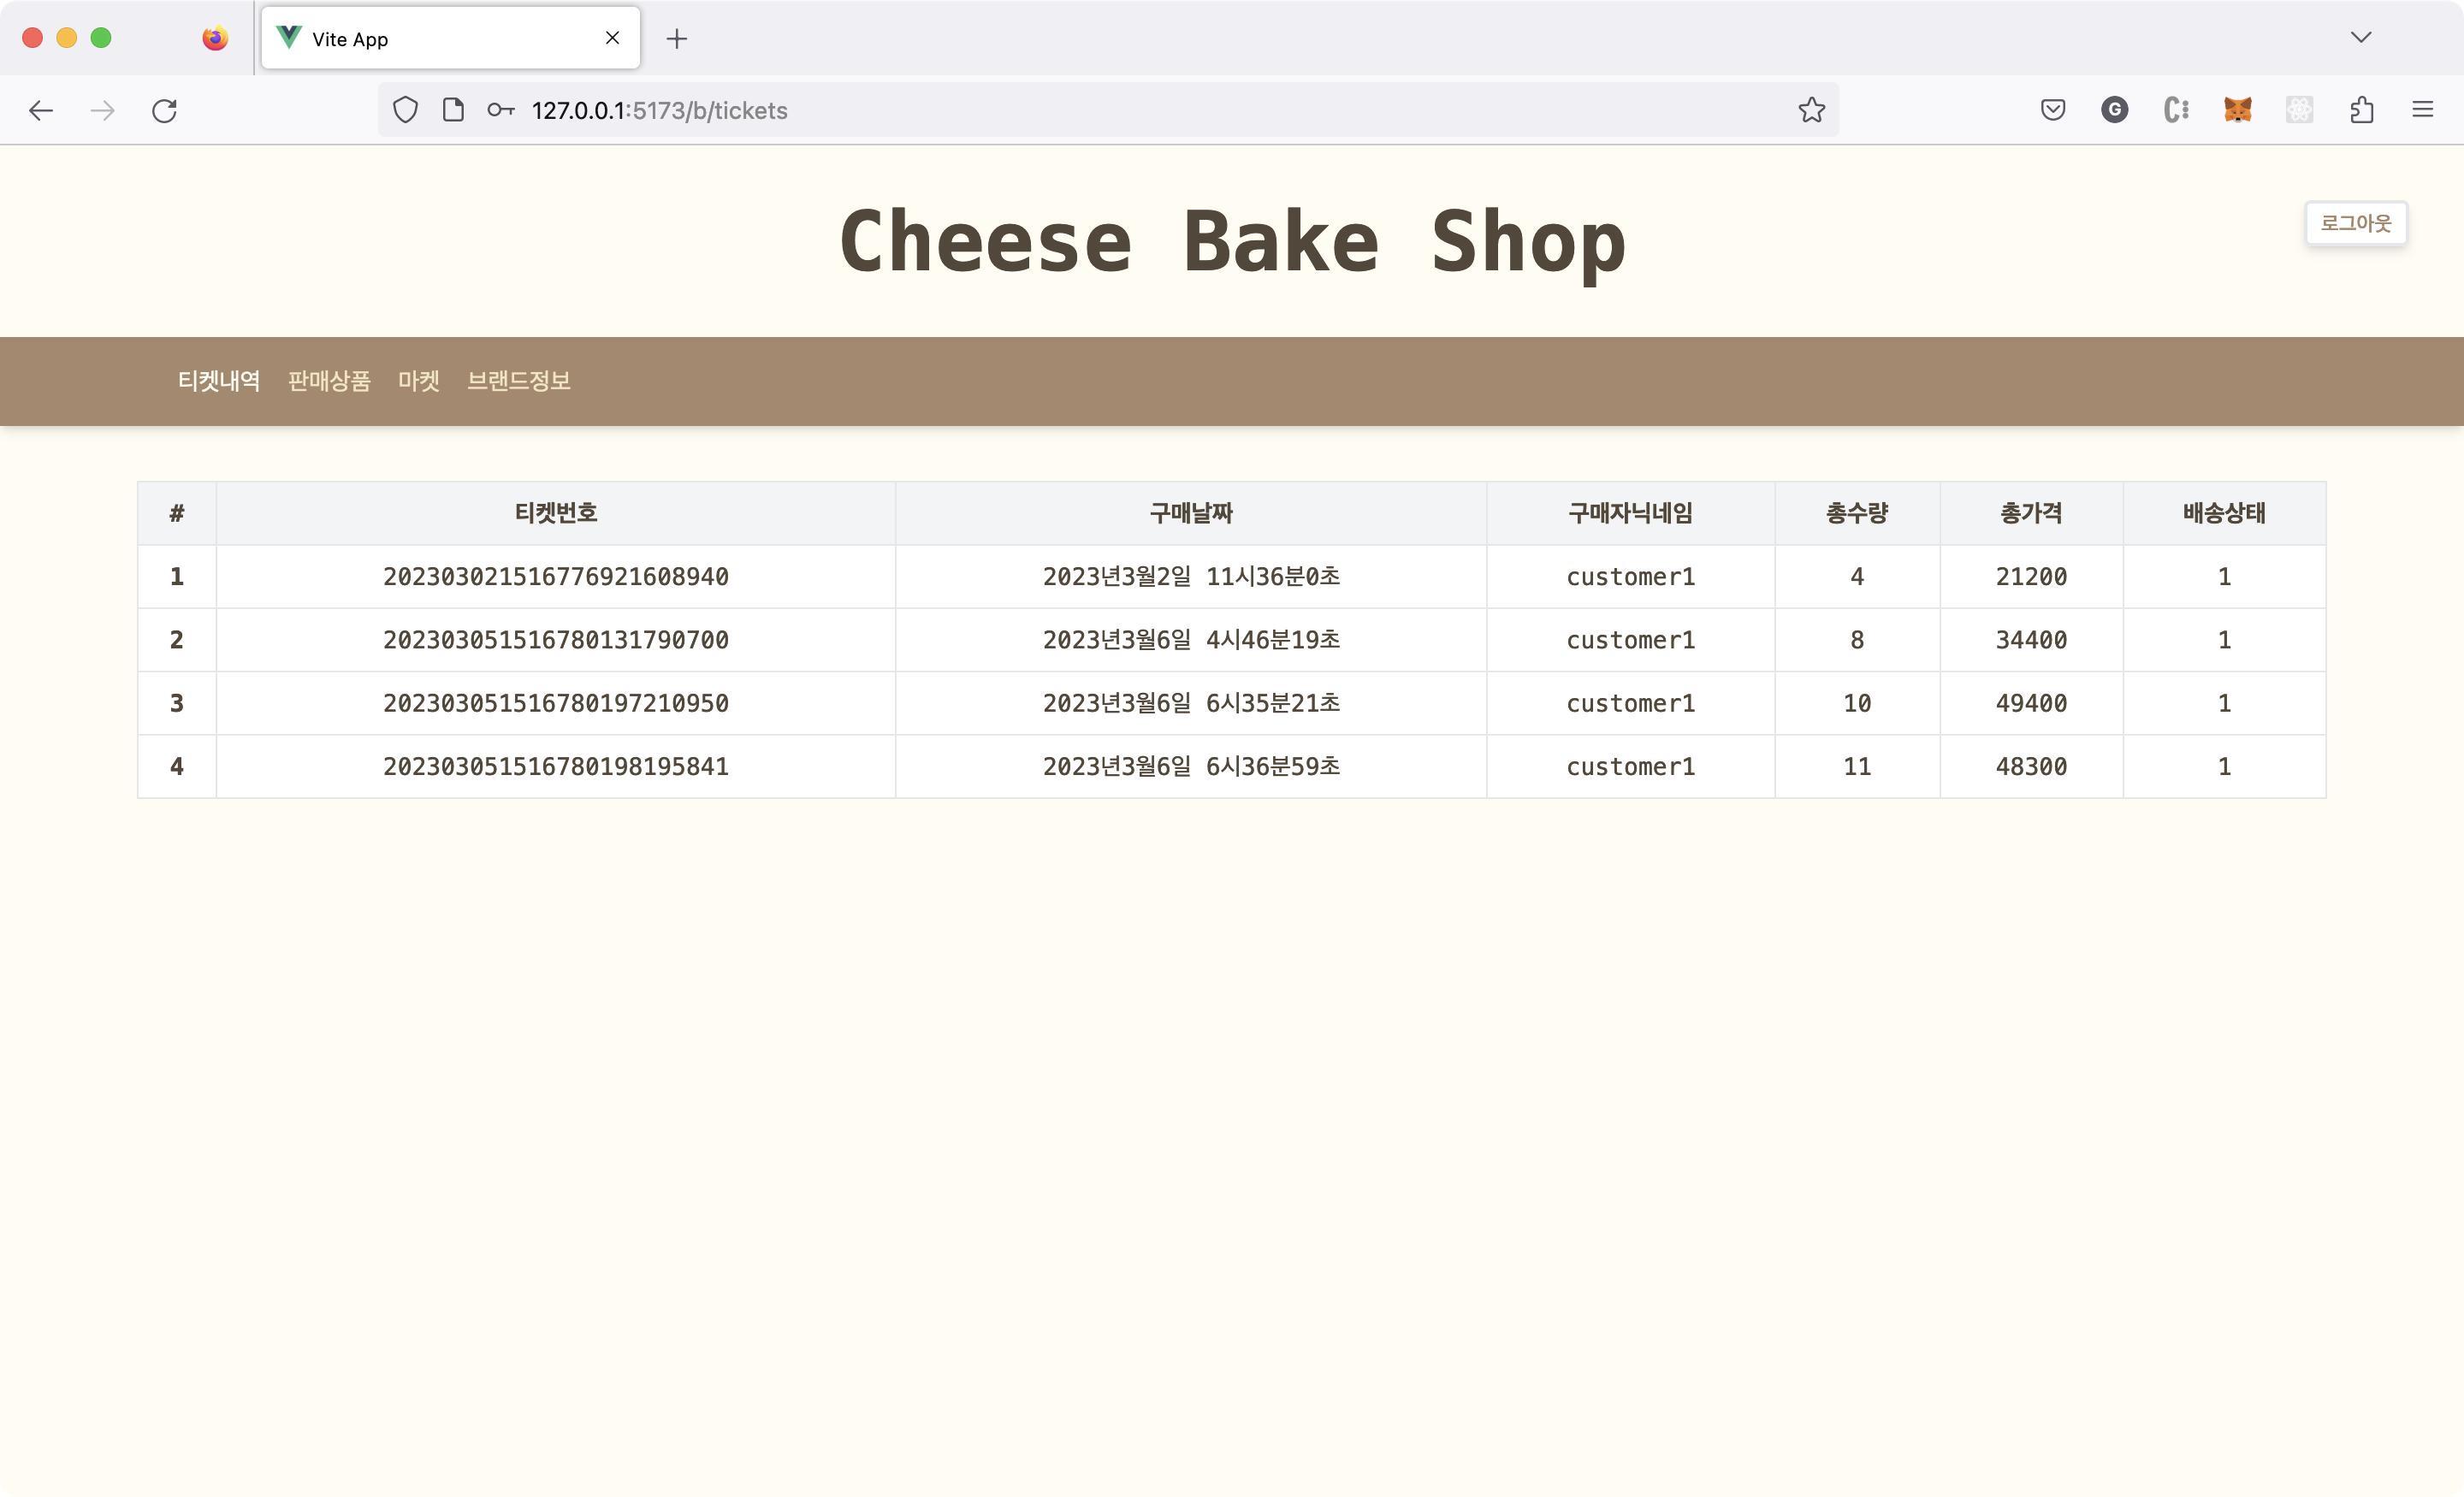 Vite App
127.0.0.1:5173/b/tickets
G
Cheese Bake Shop
로그아웃
티켓내역 판매상품 마켓 브랜드정보
# 티켓번호 구매날짜 구매자닉네임 총수량 총가격 배송상태
1 202303021516776921608940 2023년3월2일 11시36분0초 customer1 4 21200 1
2 202303051516780131790700 2023년3월6일 4시46분19초 customer1 8 34400 1
3 202303051516780197210950 2023년3월6일 6시35분21초 customer1 10 49400 1
4 202303051516780198195841 2023년3월6일 6시36분59초 customer1 11 48300 1